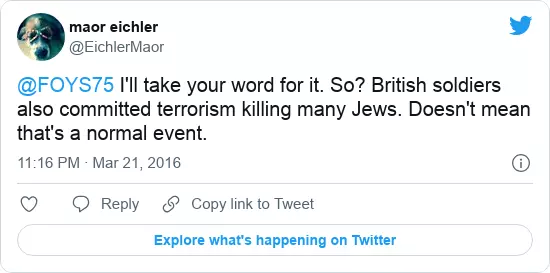 maor eichler
@EichlerMaor
@FOYS75 I'll take your word for it. So? British soldiers
also committed terrorism killing many Jews. Doesn't mean
that's a normal event.
11:16 PM · Mar 21, 2016
Reply
Copy link to Tweet
Explore what's happening on Twitter